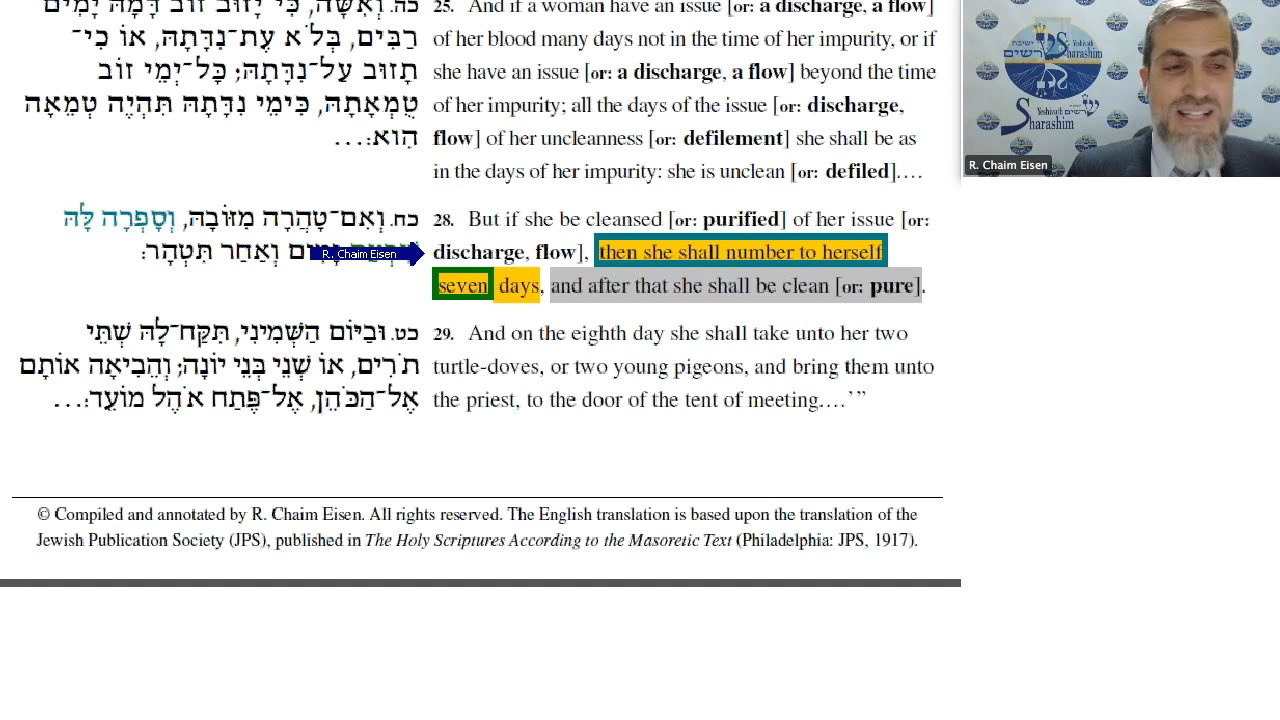 כה. וְאִשָּׁה, כִּי יָזוּב זוֹב דָּמָהּ יָמִים
רַבִּים, בְּלֹא עֶת־נִדָּתָהּ, אוֹ כִי־
תָזוּב עַל־נִדָּתָהּ; כָּל־יְמֵי זוֹב
טֻמְאָתָהּ, כִּימֵי נִדָּתָהּ תִּהְיֶה טְמֵאָה
הִוא:...
כח. וְאִם־טָהֲרָה מִזּוֹבָהּ, וְסָפְרָה לָּהּ
וְאַחַר תִּטְהָר:
כט. וּבַיּוֹם הַשְּׁמִינִי, תִּקַּח־לָהּ שְׁתֵּי
תֹרִים, אוֹ שְׁנֵי בְּנֵי יוֹנָה; וְהֵבִיאָה אוֹתָם
אֶל־הַכֹּהֵן, אֶל־פֶּתַח אֹהֶל מוֹעֵד:...
25. And if a woman have an issue [or: a discharge, a flow]
of her blood many days not in the time of her impurity, or if
she have an issue [or: a discharge, a flow] beyond the time
of her impurity; all the days of the issue [or: discharge,
flow] of her uncleanness [or: defilement] she shall be as
in the days of her impurity: she is unclean [or: defiled]....
28. But if she be cleansed [or: purified] of her issue [or:
discharge, flow], then she shall number to herself
seven days, and after that she shall be clean [or: pure].
29. And on the eighth day she shall take unto her two
turtle-doves, or two young pigeons, and bring them unto
the priest, to the door of the tent of meeting....’”
R. Chaim Eisen
© Compiled and annotated by R. Chaim Eisen. All rights reserved. The English translation is based upon the translation of the
Jewish Publication Society (JPS), published in The Holy Scriptures According to the Masoretic Text (Philadelphia: JPS, 1917).
ישיבת
שרשים
Yeshivath
Sharashim
Yeshivath
Sharashim
R. Chaim Eisen